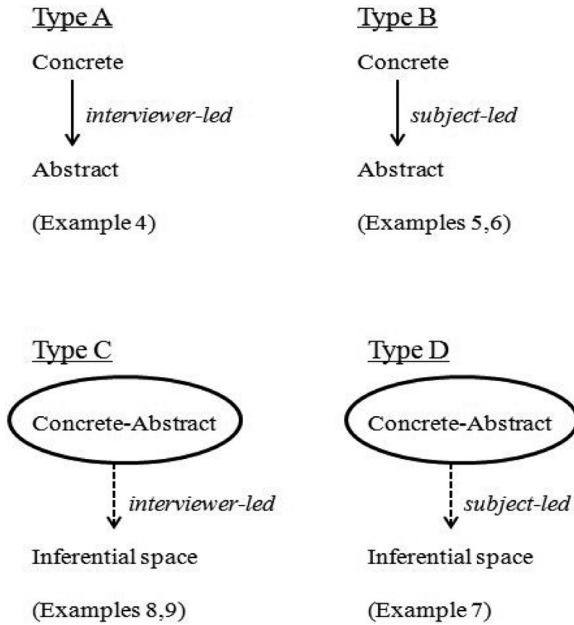 Type A
Concrete
interviewer-led
Abstract
(Example 4)
Type B
Concrete
subject-led
Abstract
(Examples 5,6)
Type C
Concrete-Abstract
interviewer-led
Inferential space
(Examples 8,9)
Type D
Concrete-Abstract
subject-led
Inferential space
(Example 7)